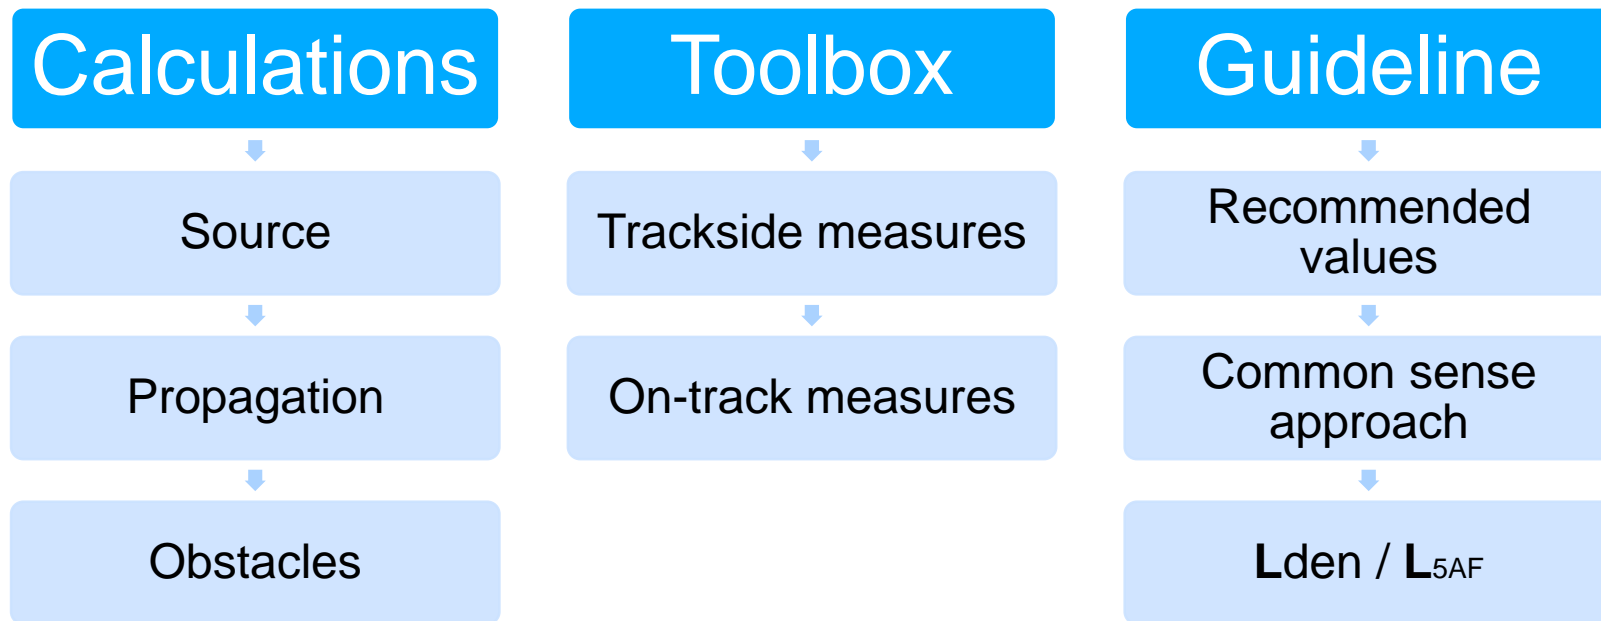 Calculations
Source
Propagation
Obstacles
Toolbox
Trackside measures
On-track measures
Guideline
Recommended
values
Common sense
approach
Lden / L5AF